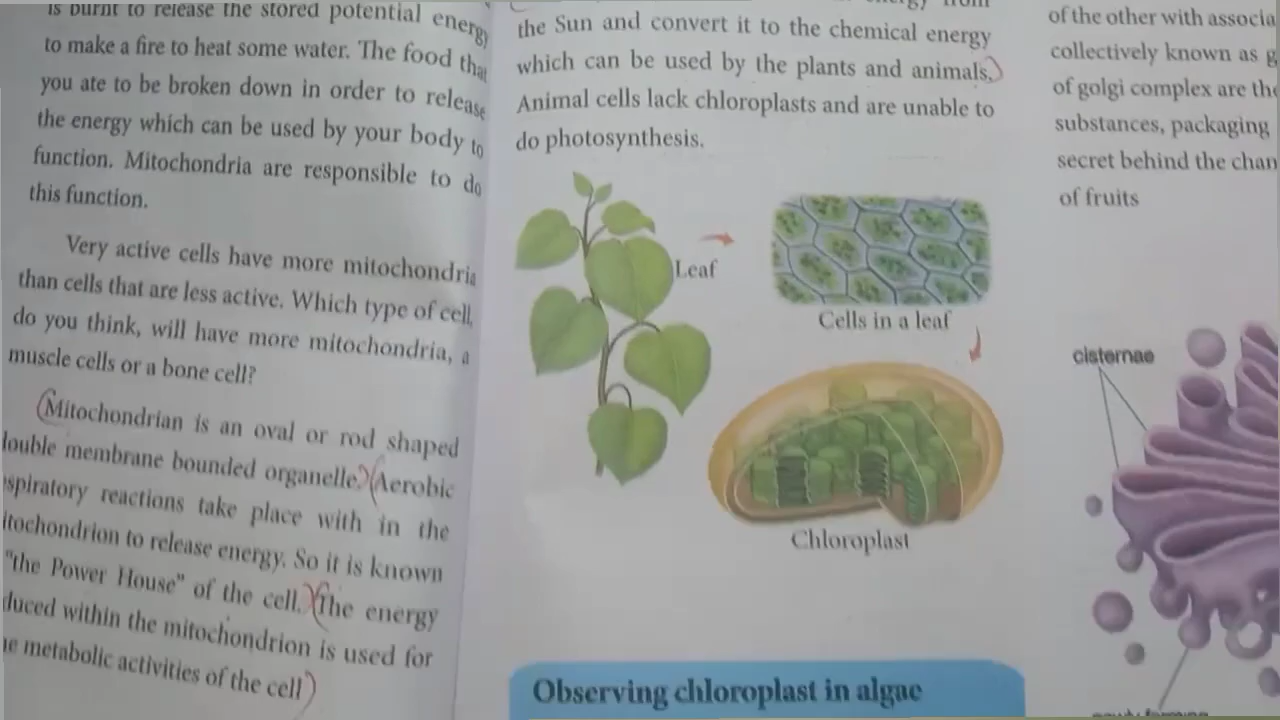 is burnt to release the stored potential energy
to make a fire to heat some water. The food that
you ate to be broken down in order to release
the energy which can be used by your body to
function. Mitochondria are responsible to do
this function.
Very active cells have more mitochondria
than cells that are less active. Which type of cell,
do you think, will have more mitochondria, a
muscle cells or a bone cell?
(Mitochondrian is an oval or rod shaped
double membrane bounded organelle.)(Aerobic
spiratory reactions take place with in the
itochondrion to release energy. So it is known
"the Power House" of the cell.)(The energy
duced within the mitochondrion is used for
metabolic activities of the cell)
the Sun and convert it to the chemical energy
which can be used by the plants and animals.)
Animal cells lack chloroplasts and are unable to
do photosynthesis.
Leaf
Cells in a leaf
Chloroplast
Observing chloroplast in algae
of the other with associa
collectively known as g
of golgi complex are the
substances, packaging
secret behind the chan
of fruits
cisternae